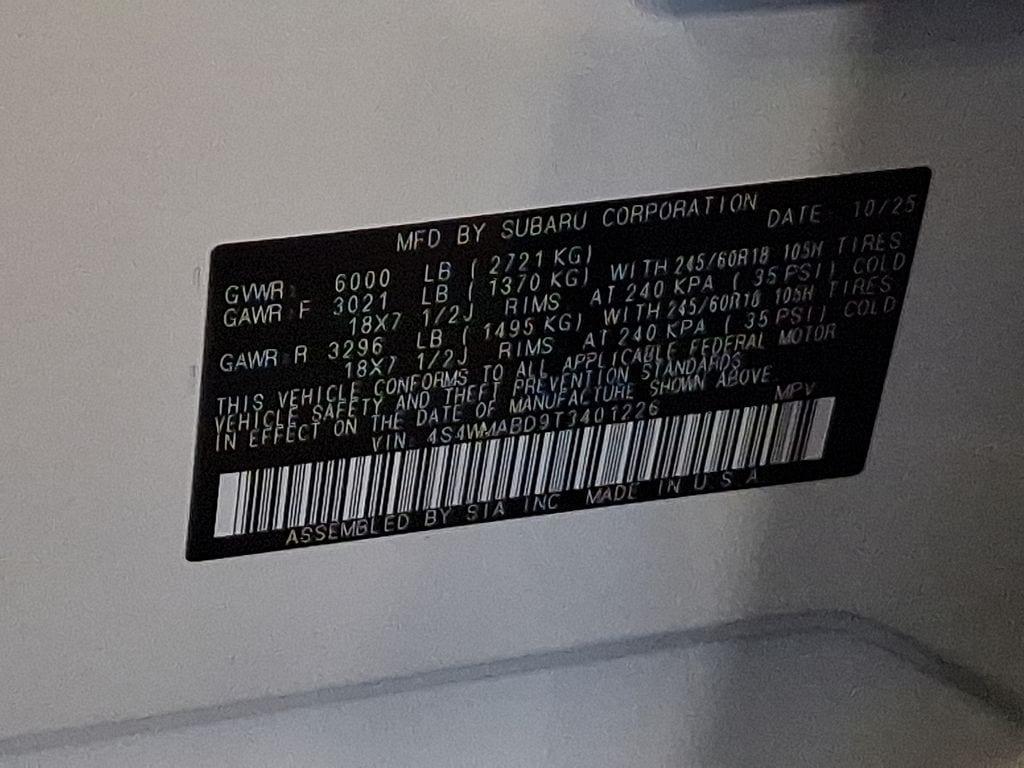 MFD BY SUBARU CORPORATION DATE 10/25
GVWR: 6000 LB ( 2721 KG)
GAWR: F 3021 LB ( 1370 KG) WITH 245/60R18 105H TIRES
18X7 1/2J RIMS AT 240 KPA ( 35 PSI) COLD
GAWR: R 3296 LB ( 1495 KG) WITH 245/60R18 105H TIRES
18X7 1/2J RIMS AT 240 KPA ( 35 PSI) COLD
THIS VEHICLE CONFORMS TO ALL APPLICABLE FEDERAL MOTOR
VEHICLE SAFETY AND THEFT PREVENTION STANDARDS
IN EFFECT ON THE DATE OF MANUFACTURE SHOWN ABOVE
VIN: 4S4WMABD9T3401226 MPV
ASSEMBLED BY SIA INC MADE IN U S A